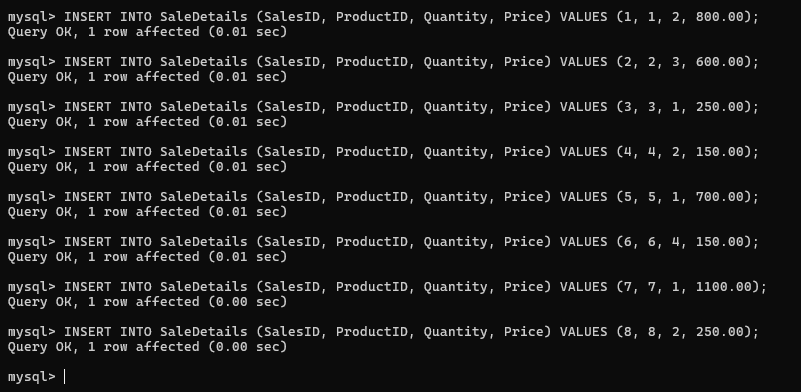 mysql> INSERT INTO SaleDetails (SalesID, ProductID, Quantity, Price) VALUES (1, 1, 2, 800.00);
Query OK, 1 row affected (0.01 sec)
mysql> INSERT INTO SaleDetails (SalesID, ProductID, Quantity, Price) VALUES (2, 2, 3, 600.00);
Query OK, 1 row affected (0.01 sec)
mysql> INSERT INTO SaleDetails (SalesID, ProductID, Quantity, Price) VALUES (3, 3, 1, 250.00);
Query OK, 1 row affected (0.01 sec)
mysql> INSERT INTO SaleDetails (SalesID, ProductID, Quantity, Price) VALUES (4, 4, 2, 150.00);
Query OK, 1 row affected (0.01 sec)
mysql> INSERT INTO SaleDetails (SalesID, ProductID, Quantity, Price) VALUES (5, 5, 1, 700.00);
Query OK, 1 row affected (0.01 sec)
mysql> INSERT INTO SaleDetails (SalesID, ProductID, Quantity, Price) VALUES (6, 6, 4, 150.00);
Query OK, 1 row affected (0.01 sec)
mysql> INSERT INTO SaleDetails (SalesID, ProductID, Quantity, Price) VALUES (7, 7, 1, 1100.00);
Query OK, 1 row affected (0.00 sec)
mysql> INSERT INTO SaleDetails (SalesID, ProductID, Quantity, Price) VALUES (8, 8, 2, 250.00);
Query OK, 1 row affected (0.00 sec)
mysql>